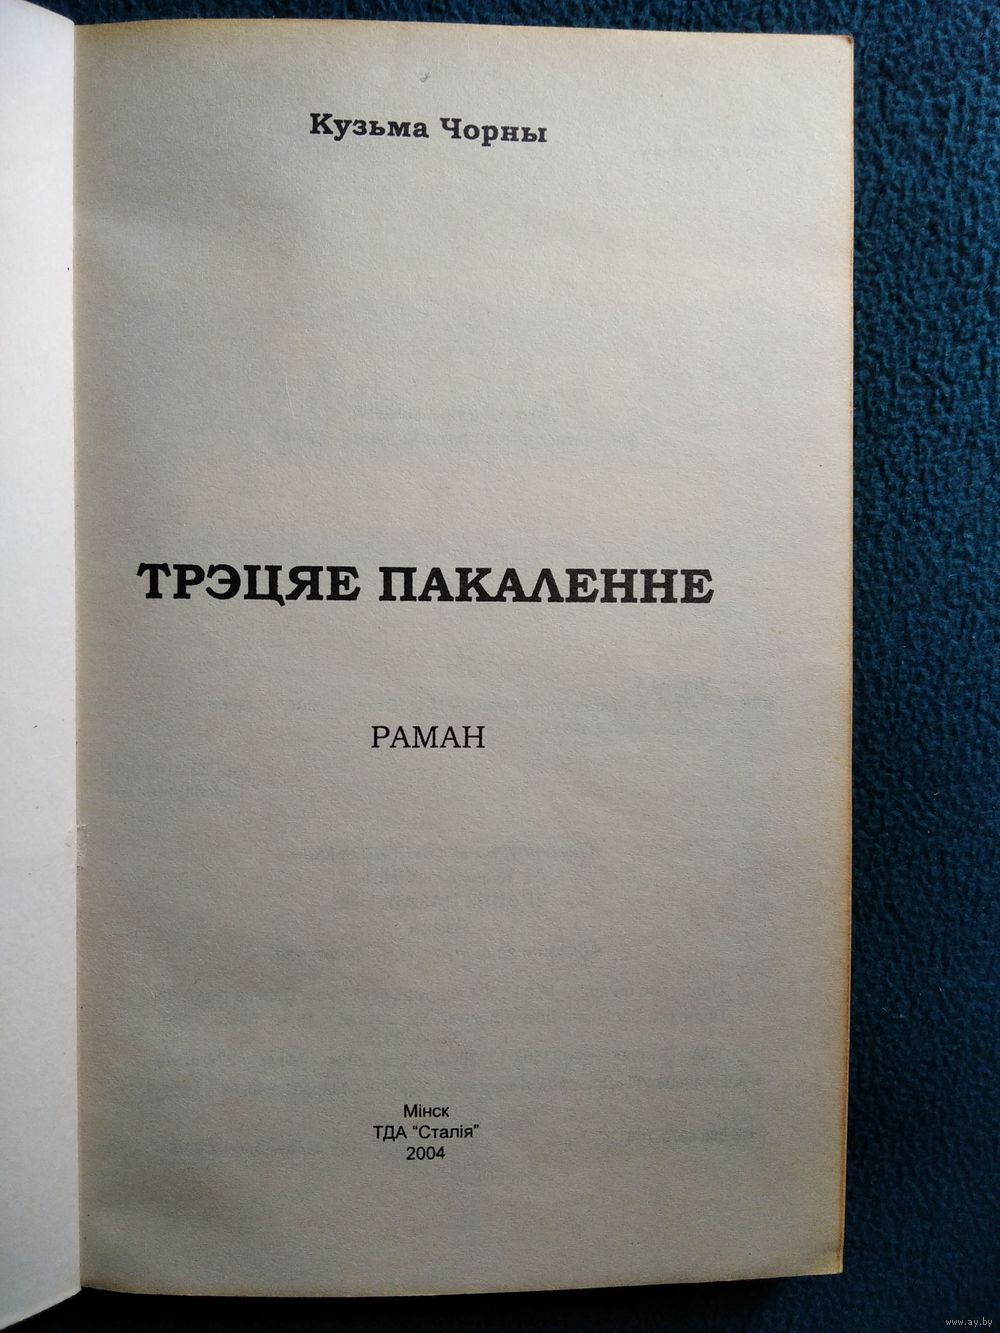 Кузьма Чорны
ТРЭЦЯЕ ПАКАЛЕННЕ
РАМАН
Мінск
ТДА “Сталія”
2004
www.ay.by